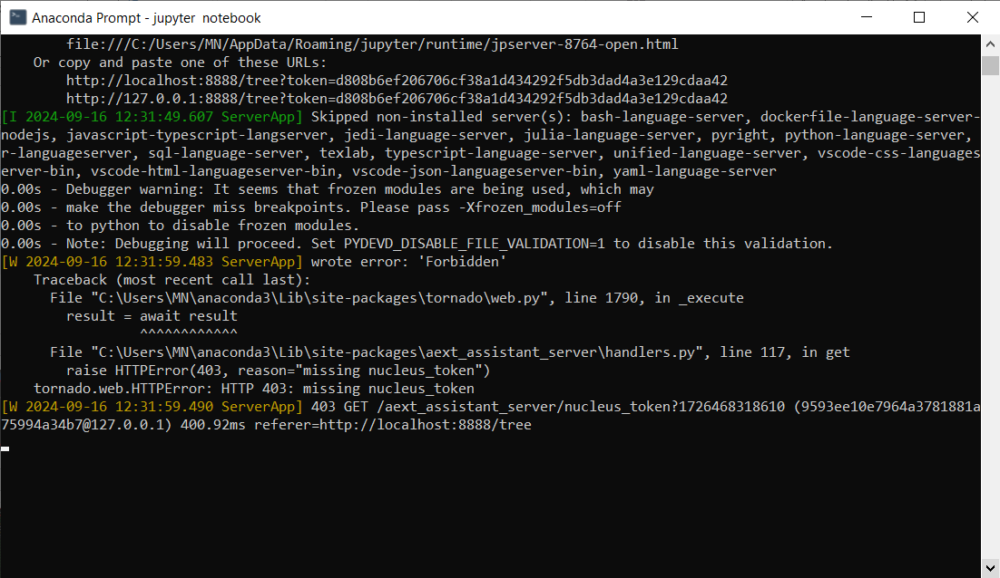 Anaconda Prompt - jupyter  notebook
        file:///C:/Users/MN/AppData/Roaming/jupyter/runtime/jpserver-8764-open.html
    Or copy and paste one of these URLs:
        http://localhost:8888/tree?token=d808b6ef206706cf38a1d434292f5db3dad4a3e129cdaa42
        http://127.0.0.1:8888/tree?token=d808b6ef206706cf38a1d434292f5db3dad4a3e129cdaa42
[I 2024-09-16 12:31:49.607 ServerApp] Skipped non-installed server(s): bash-language-server, dockerfile-language-server-
nodejs, javascript-typescript-langserver, jedi-language-server, julia-language-server, pyright, python-language-server, 
r-languageserver, sql-language-server, texlab, typescript-language-server, unified-language-server, vscode-css-languages
erver-bin, vscode-html-languageserver-bin, vscode-json-languageserver-bin, yaml-language-server
0.00s - Debugger warning: It seems that frozen modules are being used, which may
0.00s - make the debugger miss breakpoints. Please pass -Xfrozen_modules=off
0.00s - to python to disable frozen modules.
0.00s - Note: Debugging will proceed. Set PYDEVD_DISABLE_FILE_VALIDATION=1 to disable this validation.
[W 2024-09-16 12:31:59.483 ServerApp] wrote error: 'Forbidden'
    Traceback (most recent call last):
      File "C:\Users\MN\anaconda3\Lib\site-packages\tornado\web.py", line 1790, in _execute
        result = await result
                 ^^^^^^^^^^^^
      File "C:\Users\MN\anaconda3\Lib\site-packages\aext_assistant_server\handlers.py", line 117, in get
        raise HTTPError(403, reason="missing nucleus_token")
    tornado.web.HTTPError: HTTP 403: missing nucleus_token
[W 2024-09-16 12:31:59.490 ServerApp] 403 GET /aext_assistant_server/nucleus_token?1726468318610 (9593ee10e7964a3781881a
75994a34b7@127.0.0.1) 400.92ms referer=http://localhost:8888/tree